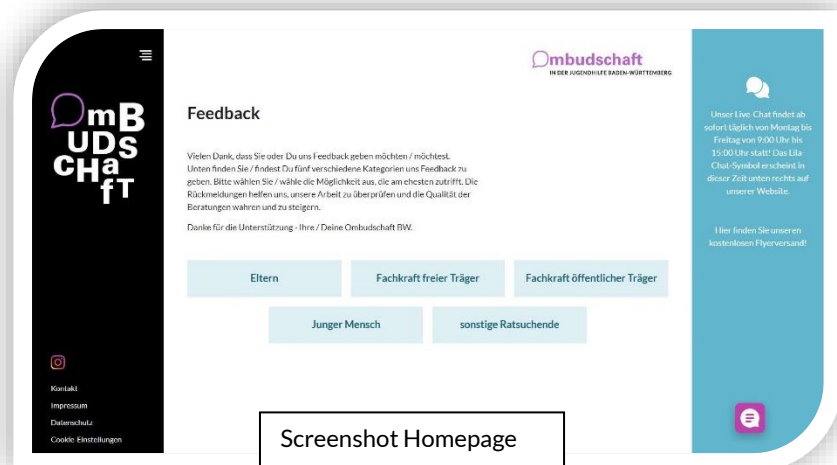 OmBUDSCHafT
Ombudschaft
IN DER JUGENDHILFE BADEN-WÜRTTEMBERG
Feedback
Vielen Dank, dass Sie oder Du uns Feedback geben möchten / möchtest.
Unten finden Sie / findest Du fünf verschiedene Kategorien uns Feedback zu
geben. Bitte wählen Sie / wähle die Möglichkeit aus, die am ehesten zutrifft. Die
Rückmeldungen helfen uns, unsere Arbeit zu überprüfen und die Qualität der
Beratungen wahren und zu steigern.
Danke für die Unterstützung - Ihre / Deine Ombudschaft BW.
Eltern
Fachkraft freier Träger
Fachkraft öffentlicher Träger
Junger Mensch
sonstige Ratsuchende
Unser Live-Chat findet ab
sofort täglich von Montag bis
Freitag von 9:00 Uhr bis
15:00 Uhr statt! Das Lila
Chat-Symbol erscheint in
dieser Zeit unten rechts auf
unserer Website.
Hier finden Sie unseren
kostenlosen Flyerversand!
Kontakt
Impressum
Datenschutz
Cookie-Einstellungen
Screenshot Homepage